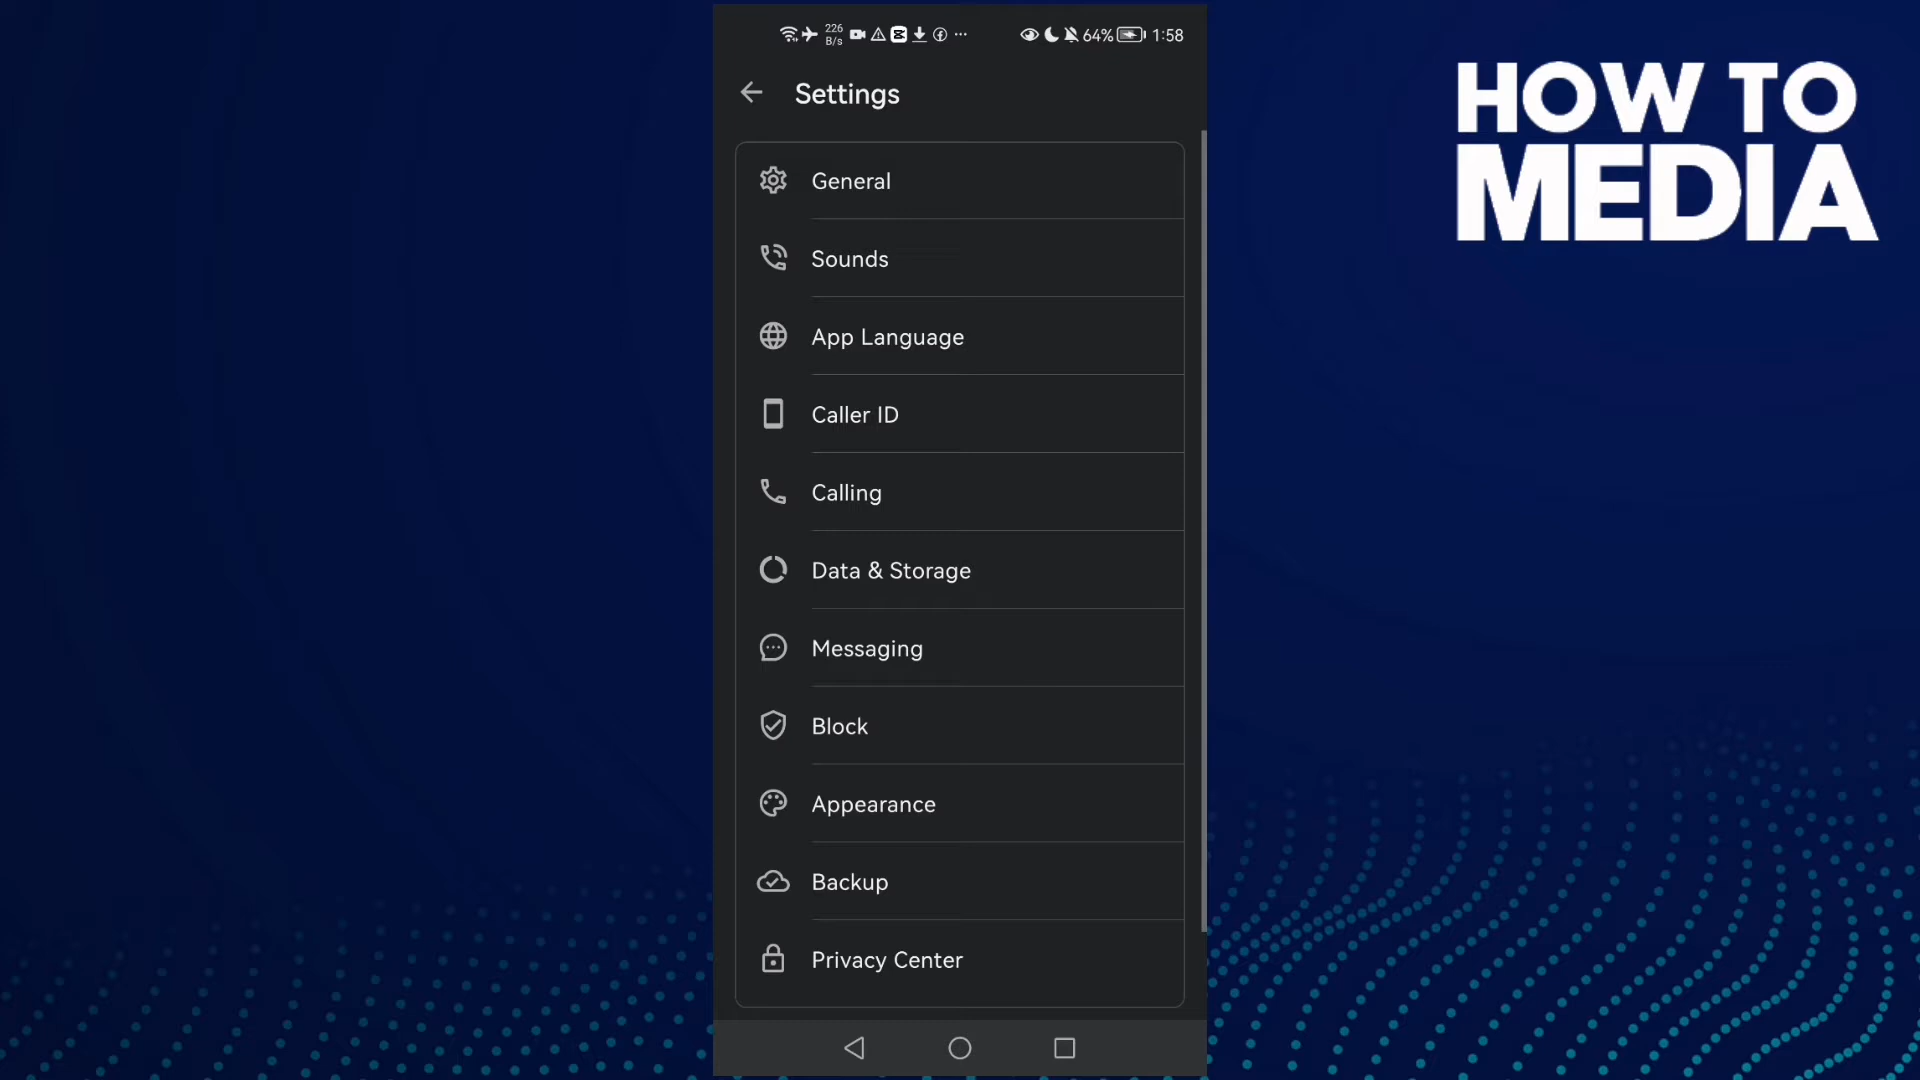 226
B/s
64%
1:58
Settings
HOW TO
MEDIA
General
Sounds
App Language
Caller ID
Calling
Data & Storage
Messaging
Block
Appearance
Backup
Privacy Center